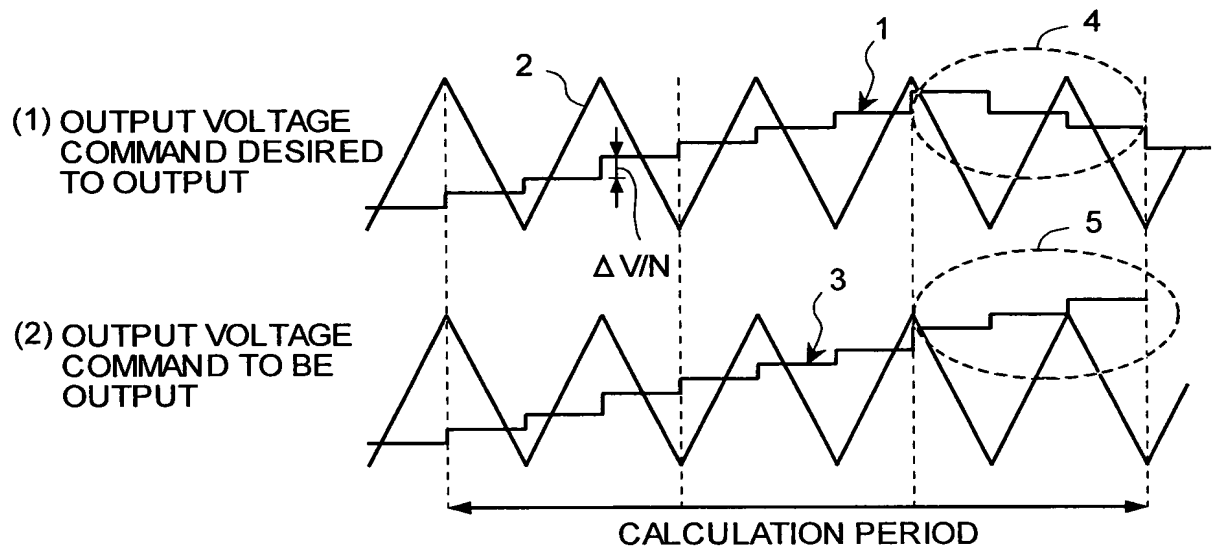 1
4
2
(1) OUTPUT VOLTAGE
COMMAND DESIRED
TO OUTPUT
ΔV/N
5
3
(2) OUTPUT VOLTAGE
COMMAND TO BE
OUTPUT
CALCULATION PERIOD